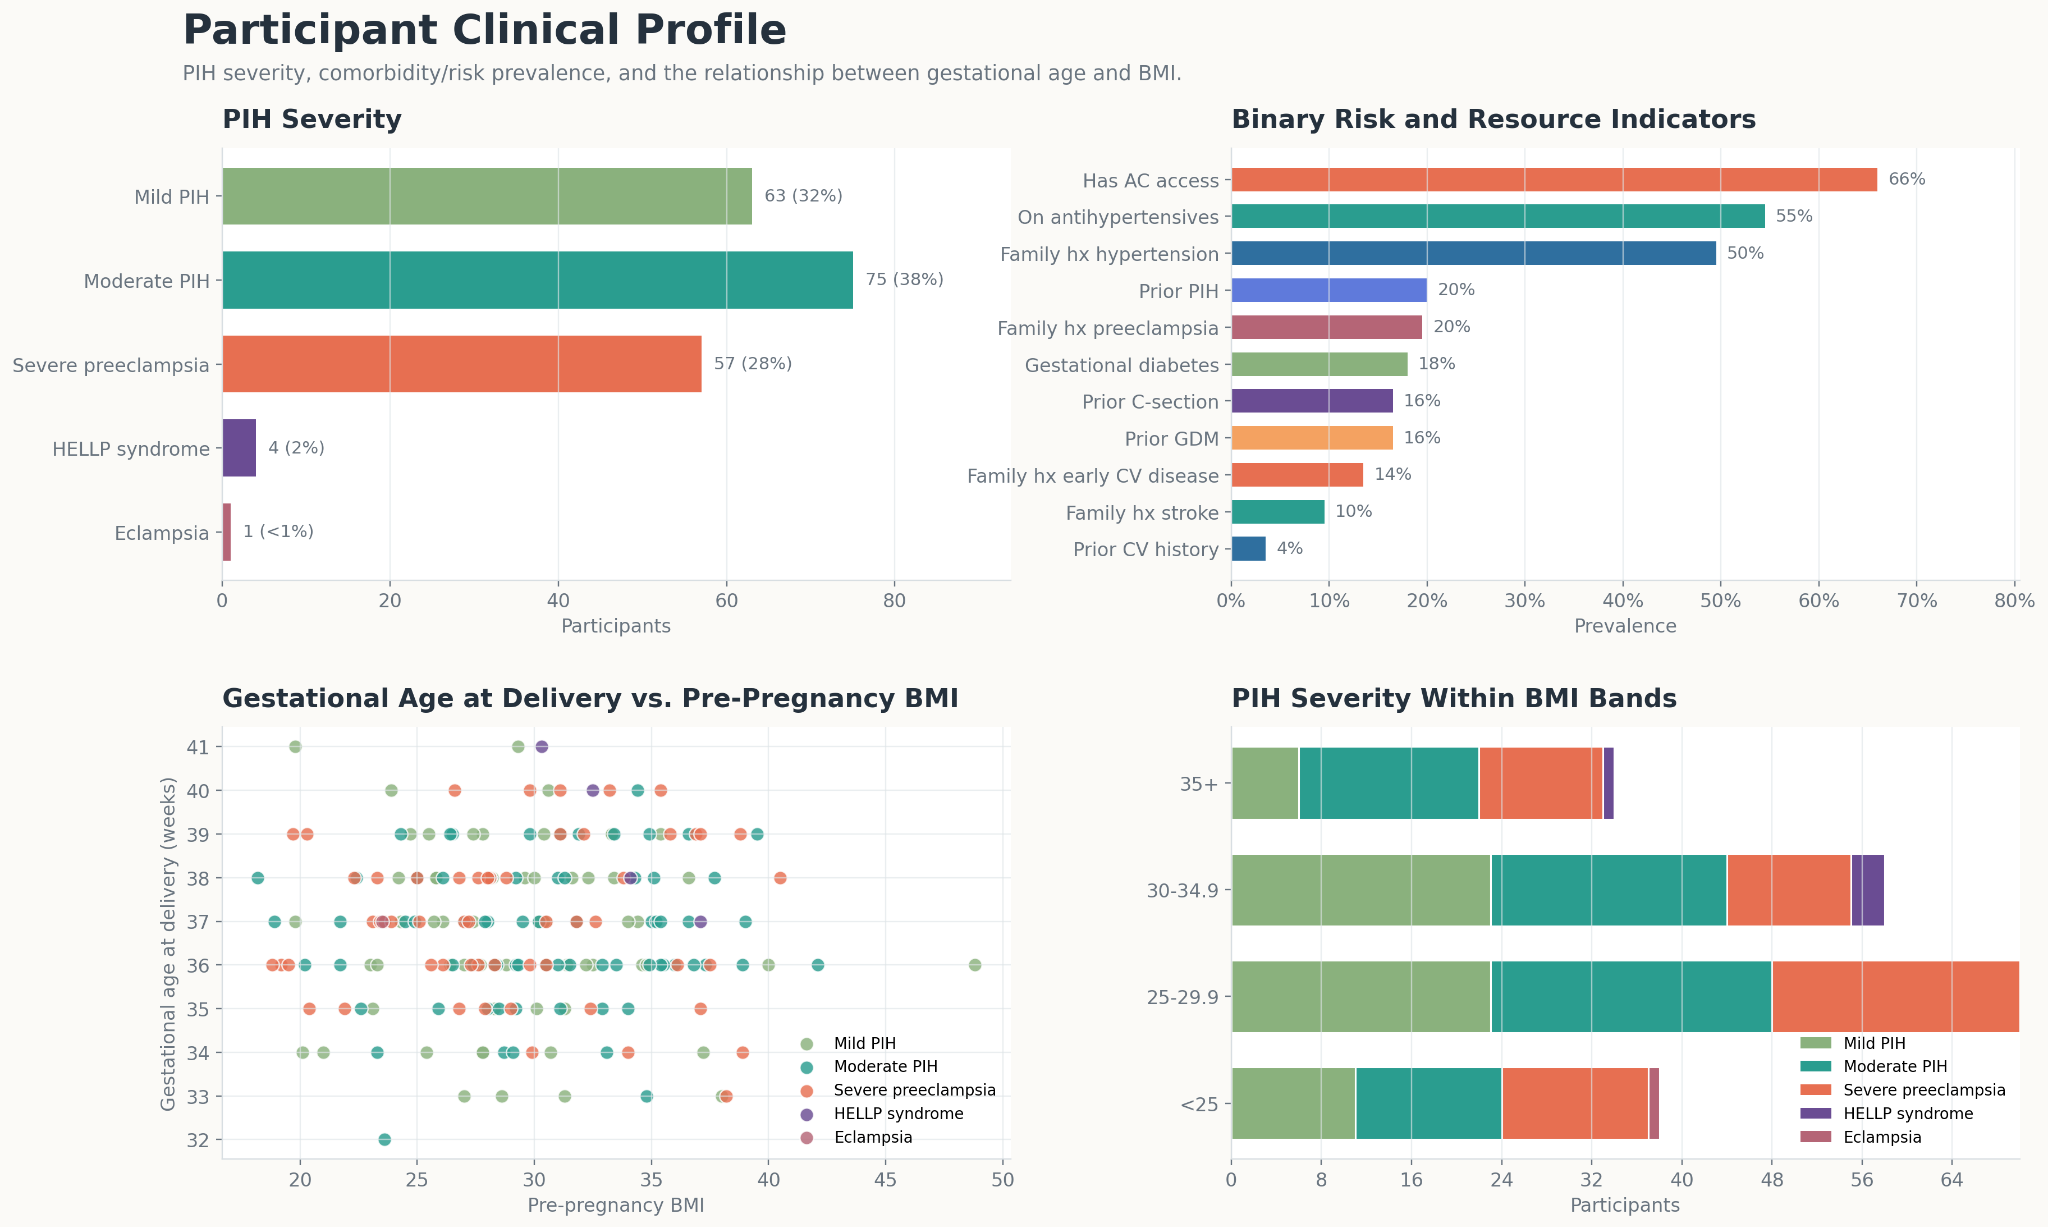 Participant Clinical Profile
PIH severity, comorbidity/risk prevalence, and the relationship between gestational age and BMI.
PIH Severity
Mild PIH
63 (32%)
Moderate PIH
75 (38%)
Severe preeclampsia
57 (28%)
HELLP syndrome
4 (2%)
Eclampsia
1 (<1%)
0 20 40 60 80
Participants
Binary Risk and Resource Indicators
Has AC access 66%
On antihypertensives 55%
Family hx hypertension 50%
Prior PIH 20%
Family hx preeclampsia 20%
Gestational diabetes 18%
Prior C-section 16%
Prior GDM 16%
Family hx early CV disease 14%
Family hx stroke 10%
Prior CV history 4%
0% 10% 20% 30% 40% 50% 60% 70% 80%
Prevalence
Gestational Age at Delivery vs. Pre-Pregnancy BMI
Gestational age at delivery (weeks)
41
40
39
38
37
36
35
34
33
32
Mild PIH
Moderate PIH
Severe preeclampsia
HELLP syndrome
Eclampsia
20 25 30 35 40 45 50
Pre-pregnancy BMI
PIH Severity Within BMI Bands
35+
30-34.9
25-29.9
<25
Mild PIH
Moderate PIH
Severe preeclampsia
HELLP syndrome
Eclampsia
0 8 16 24 32 40 48 56 64
Participants